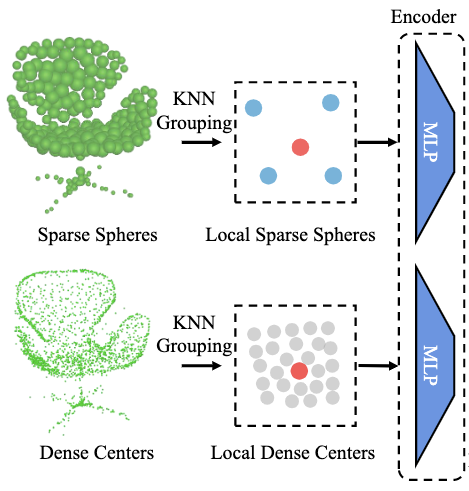 Encoder
KNN
Grouping
MLP
Sparse Spheres
Local Sparse Spheres
KNN
Grouping
MLP
Dense Centers
Local Dense Centers